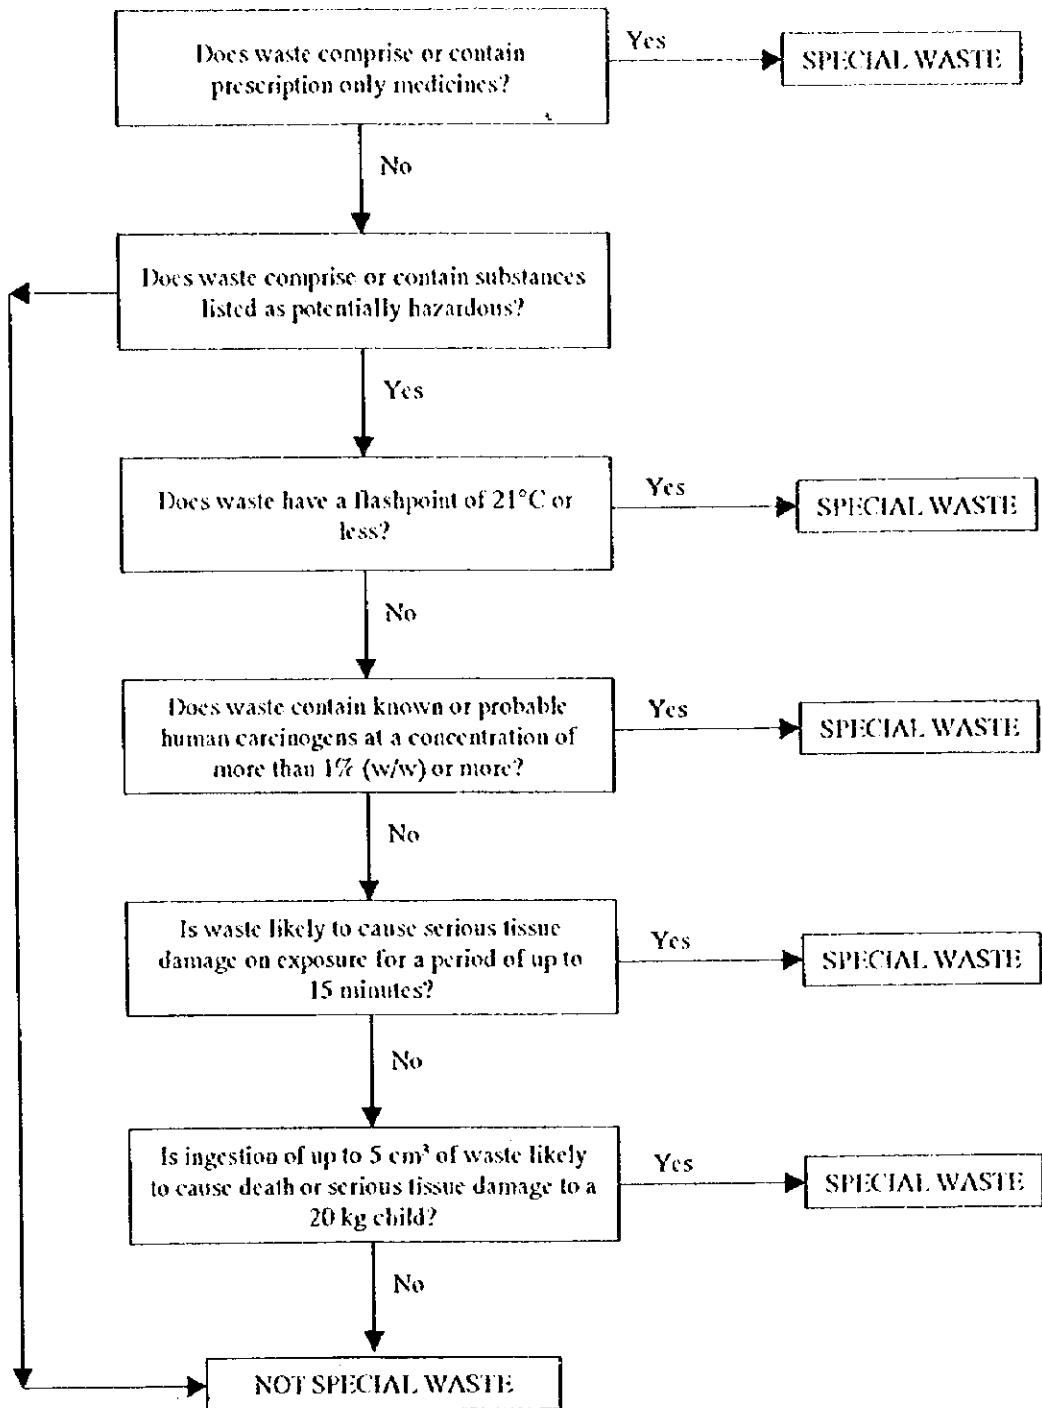 Does waste comprise or contain
prescription only medicines?
Yes
SPECIAL WASTE
No
Does waste comprise or contain substances
listed as potentially hazardous?
Yes
Does waste have a flashpoint of 21°C or
less?
Yes
SPECIAL WASTE
No
Does waste contain known or probable
human carcinogens at a concentration of
more than 1% (w/w) or more?
Yes
SPECIAL WASTE
No
Is waste likely to cause serious tissue
damage on exposure for a period of up to
15 minutes?
Yes
SPECIAL WASTE
No
Is ingestion of up to 5 cm³ of waste likely
to cause death or serious tissue damage to a
20 kg child?
Yes
SPECIAL WASTE
No
NOT SPECIAL WASTE